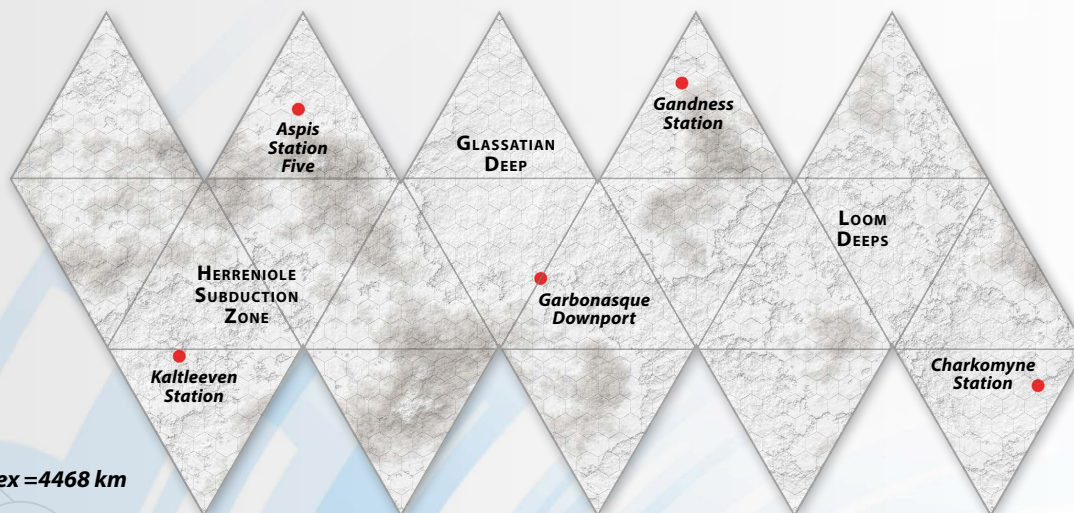 Aspis
Station
Five
Glassatian
Deep
Gandness
Station
Loom
Deeps
Herreniole
Subduction
Zone
Garbonasque
Downport
Kaltleeven
Station
Charkomyne
Station
ex =4468 km